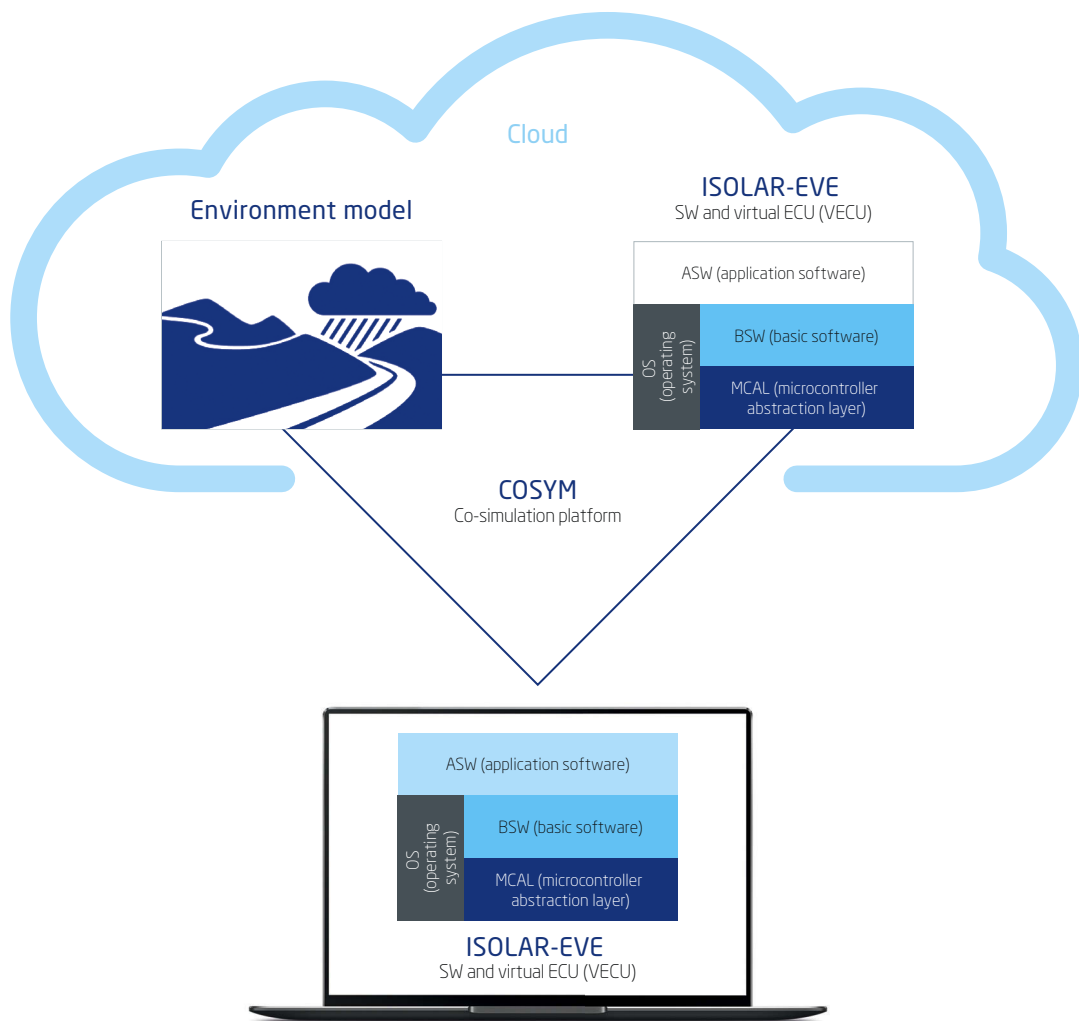 Cloud
Environment model
ISOLAR-EVE
SW and virtual ECU (VECU)
ASW (application software)
OS
(operating
system)
BSW (basic software)
MCAL (microcontroller
abstraction layer)
COSYM
Co-simulation platform
ASW (application software)
OS
(operating
system)
BSW (basic software)
MCAL (microcontroller
abstraction layer)
ISOLAR-EVE
SW and virtual ECU (VECU)